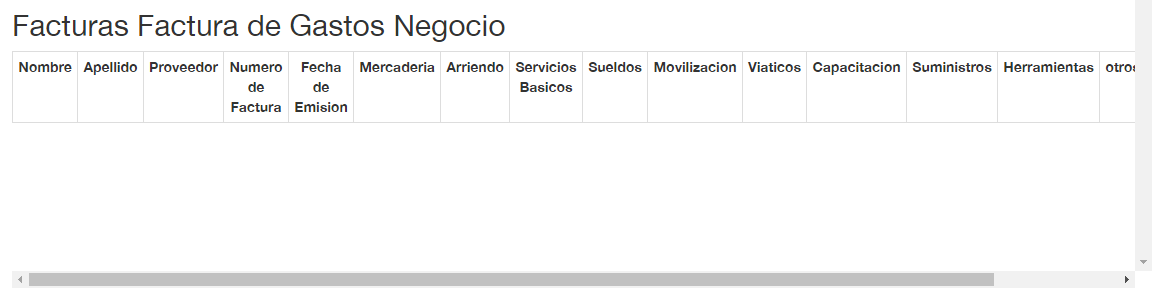 Facturas Factura de Gastos Negocio
Nombre Apellido Proveedor Numero de Factura Fecha de Emision Mercaderia Arriendo Servicios Basicos Sueldos Movilizacion Viaticos Capacitacion Suministros Herramientas otros